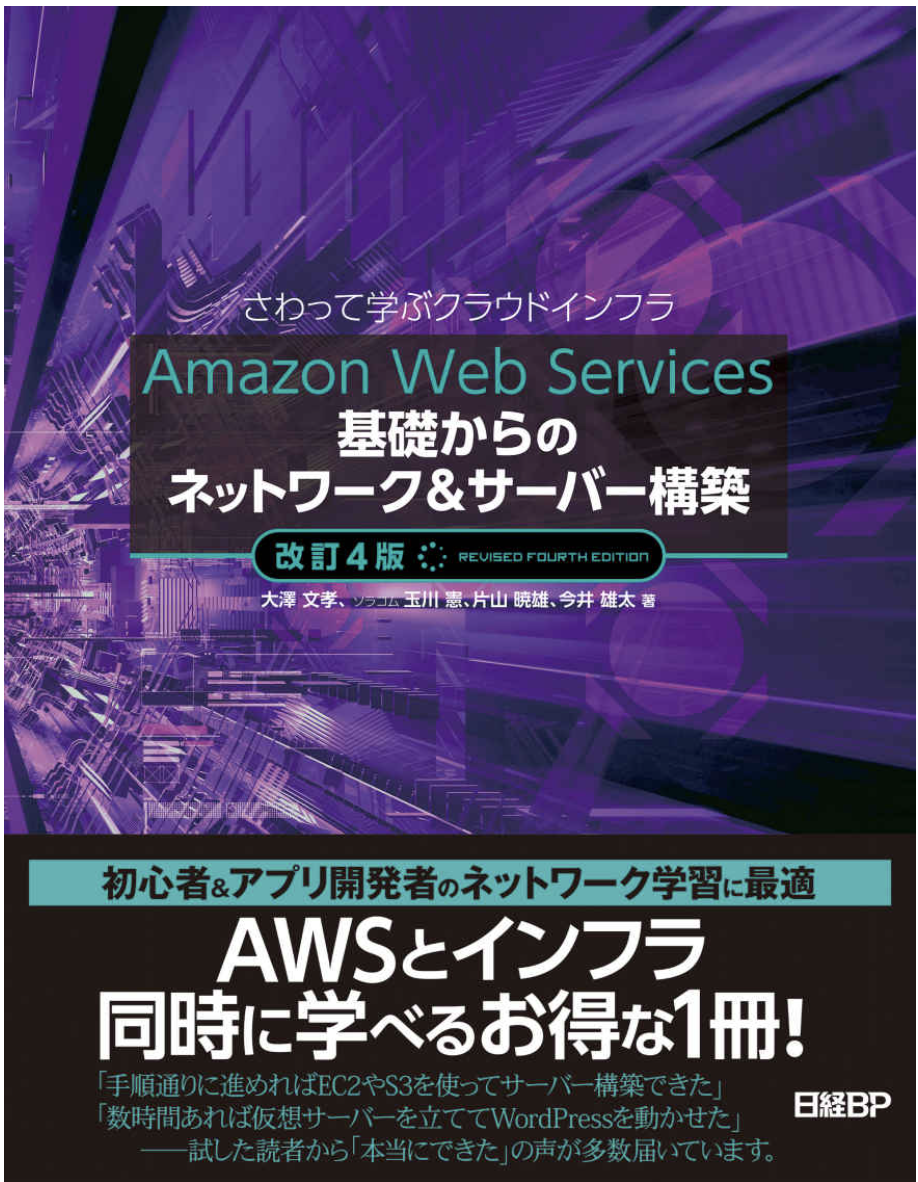 さわって学ぶクラウドインフラ
Amazon Web Services
基礎からの
ネットワーク&サーバー構築
改訂4版 REVISED FOURTH EDITION
大澤 文孝、ソラコム 玉川 憲、片山 暁雄、今井 雄太 著
初心者&アプリ開発者のネットワーク学習に最適
AWSとインフラ
同時に学べるお得な1冊!
「手順通りに進めればEC2やS3を使ってサーバー構築できた」
「数時間あれば仮想サーバーを立ててWordPressを動かせた」
――試した読者から「本当にできた」の声が多数届いています。
日経BP